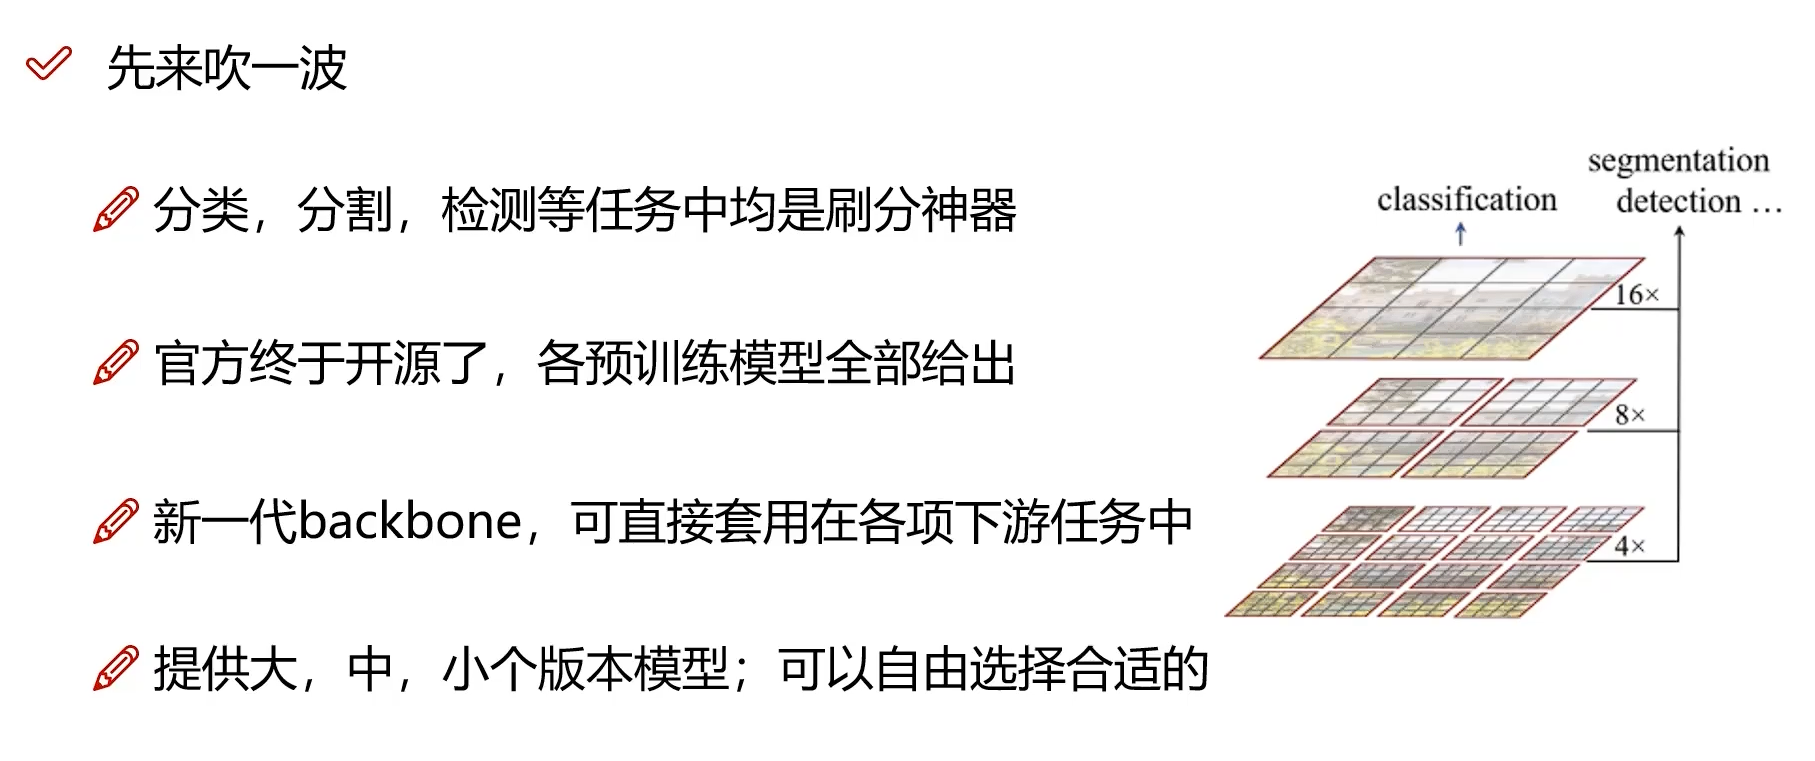 先来吹一波
分类，分割，检测等任务中均是刷分神器
官方终于开源了，各预训练模型全部给出
新一代backbone，可直接套用在各项下游任务中
提供大，中，小个版本模型；可以自由选择合适的
segmentation
classification
detection …
16×
8×
4×